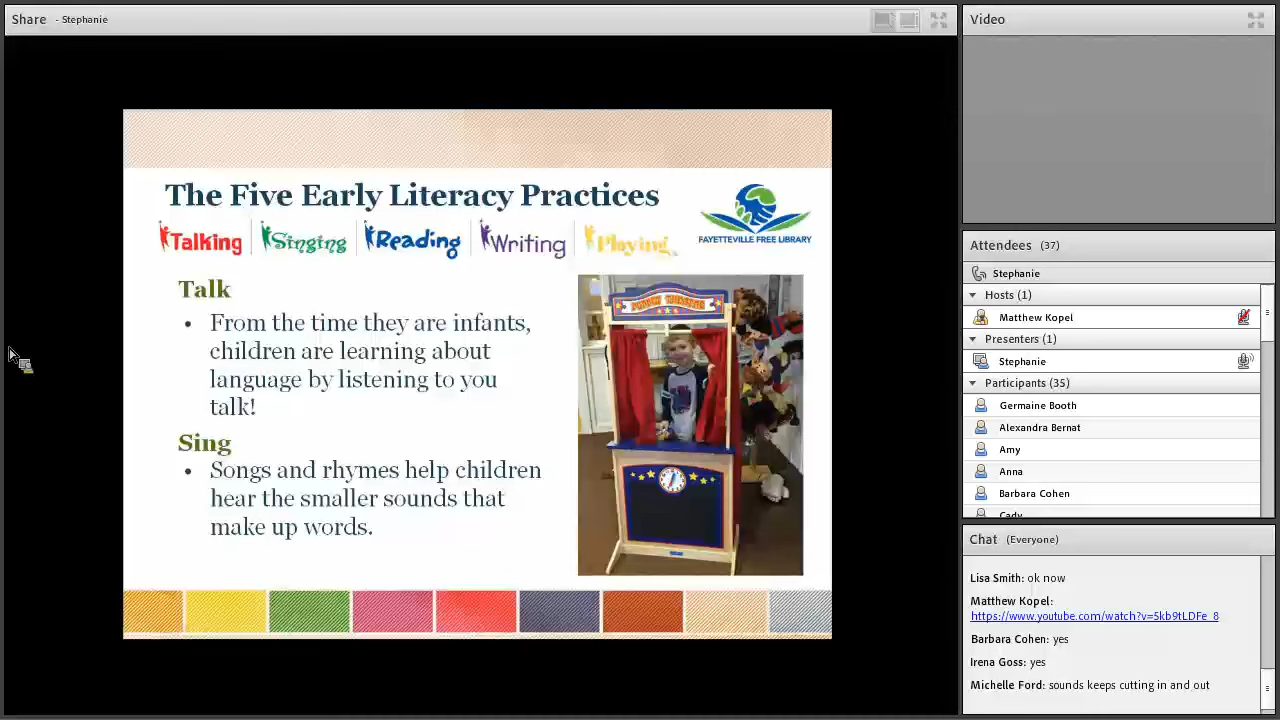 Share - Stephanie
The Five Early Literacy Practices
Talking Singing Reading Writing Playing
FAYETTEVILLE FREE LIBRARY
Talk
• From the time they are infants,
children are learning about
language by listening to you
talk!
Sing
• Songs and rhymes help children
hear the smaller sounds that
make up words.
Video
Attendees (37)
Stephanie
Hosts (1)
Matthew Kopel
Presenters (1)
Stephanie
Participants (35)
Germaine Booth
Alexandra Bernat
Amy
Anna
Barbara Cohen
Cady
Chat (Everyone)
Lisa Smith: ok now
Matthew Kopel:
https://www.youtube.com/watch?v=5kb9tLDFe_8
Barbara Cohen: yes
Irena Goss: yes
Michelle Ford: sounds keeps cutting in and out